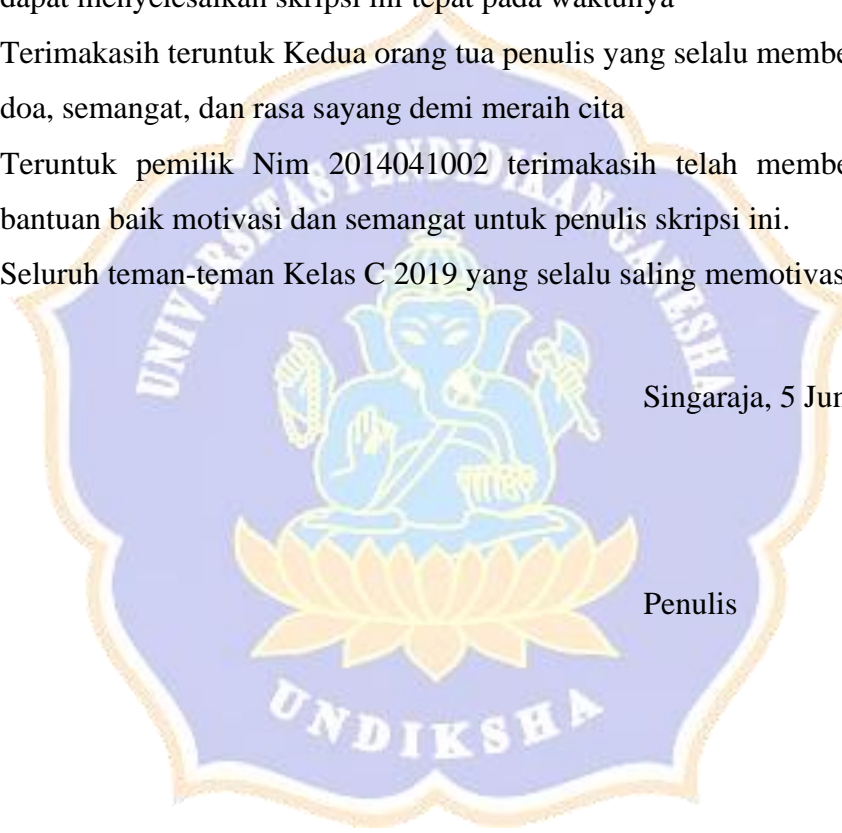 dapat menyelesaikan skripsi ini tepat pada waktunya
Terimakasih teruntuk Kedua orang tua penulis yang selalu membe
doa, semangat, dan rasa sayang demi meraih cita
Teruntuk pemilik Nim 2014041002 terimakasih telah membe
bantuan baik motivasi dan semangat untuk penulis skripsi ini.
Seluruh teman-teman Kelas C 2019 yang selalu saling memotivas
Singaraja, 5 Jun
Penulis
UNIVERSITAS PENDIDIKAN GANESHA
UNDIKSHA